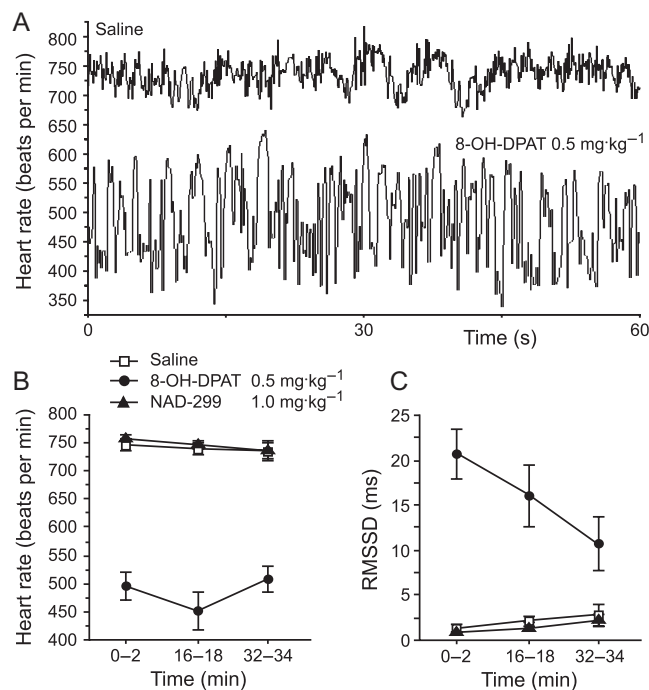 A
Saline
8-OH-DPAT 0.5 mg·kg⁻¹
Heart rate (beats per min)
800
750
700
650
600
550
500
450
400
350
0
30
60
Time (s)
Saline
8-OH-DPAT 0.5 mg·kg⁻¹
NAD-299 1.0 mg·kg⁻¹
B
Heart rate (beats per min)
800
750
700
650
600
550
500
450
400
0–2
16–18
32–34
Time (min)
C
RMSSD (ms)
25
20
15
10
5
0
0–2
16–18
32–34
Time (min)